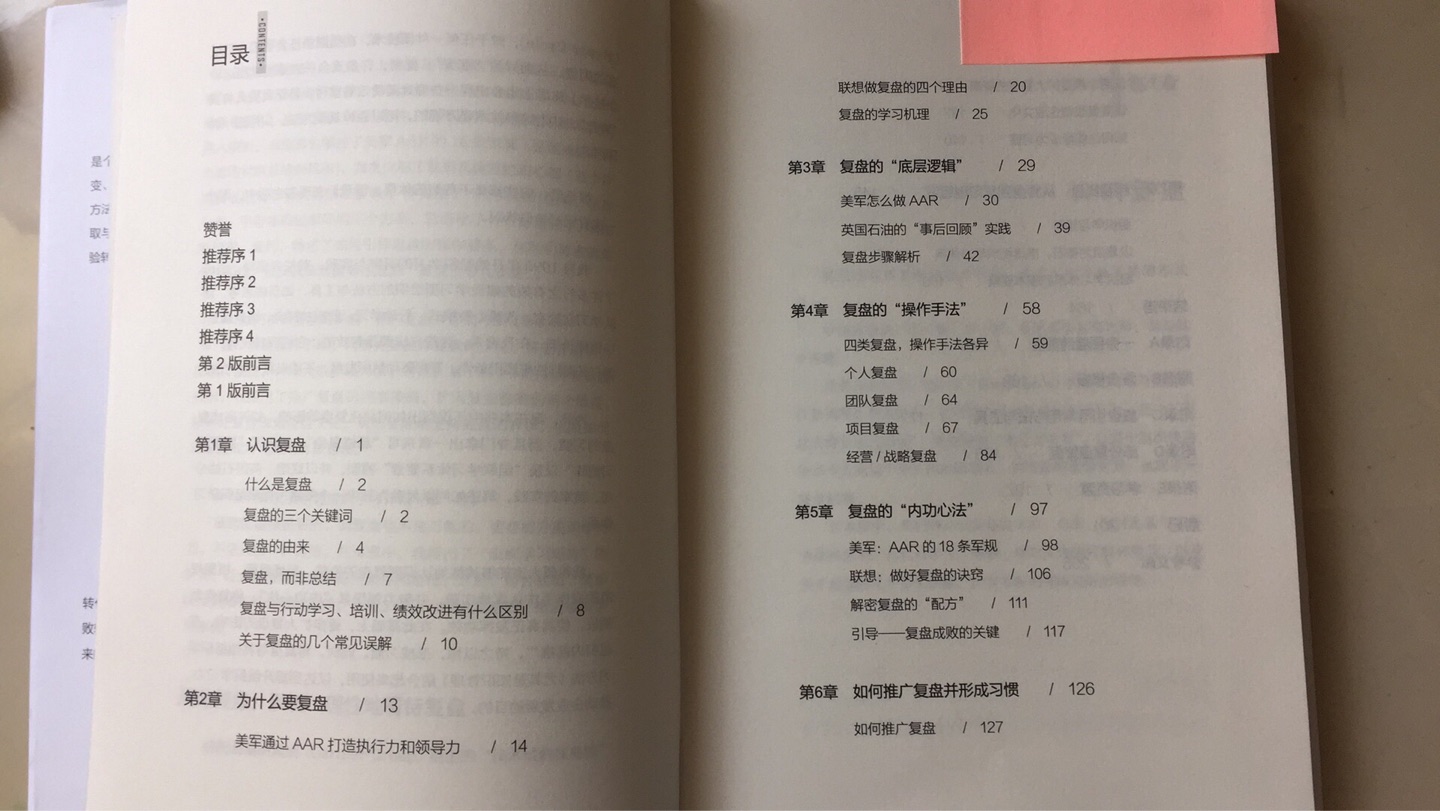 目录
·CONTENTS·
赞誉
推荐序 1
推荐序 2
推荐序 3
推荐序 4
第 2 版前言
第 1 版前言
第1章 认识复盘 / 1
什么是复盘 / 2
复盘的三个关键词 / 2
复盘的由来 / 4
复盘，而非总结 / 7
复盘与行动学习、培训、绩效改进有什么区别 / 8
关于复盘的几个常见误解 / 10
第2章 为什么要复盘 / 13
美军通过 AAR 打造执行力和领导力 / 14
联想做复盘的四个理由 / 20
复盘的学习机理 / 25
第3章 复盘的“底层逻辑” / 29
美军怎么做 AAR / 30
英国石油的“事后回顾”实践 / 39
复盘步骤解析 / 42
第4章 复盘的“操作手法” / 58
四类复盘，操作手法各异 / 59
个人复盘 / 60
团队复盘 / 64
项目复盘 / 67
经营 / 战略复盘 / 84
第5章 复盘的“内功心法” / 97
美军：AAR 的 18 条军规 / 98
联想：做好复盘的诀窍 / 106
解密复盘的“配方” / 111
引导——复盘成败的关键 / 117
第6章 如何推广复盘并形成习惯 / 126
如何推广复盘 / 127